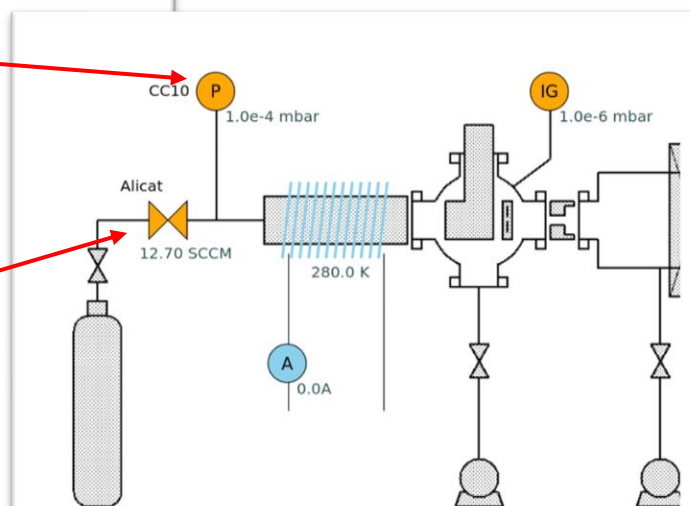 CC10
P
1.0e-4 mbar
IG
1.0e-6 mbar
Alicat
12.70 SCCM
280.0 K
A
0.0A